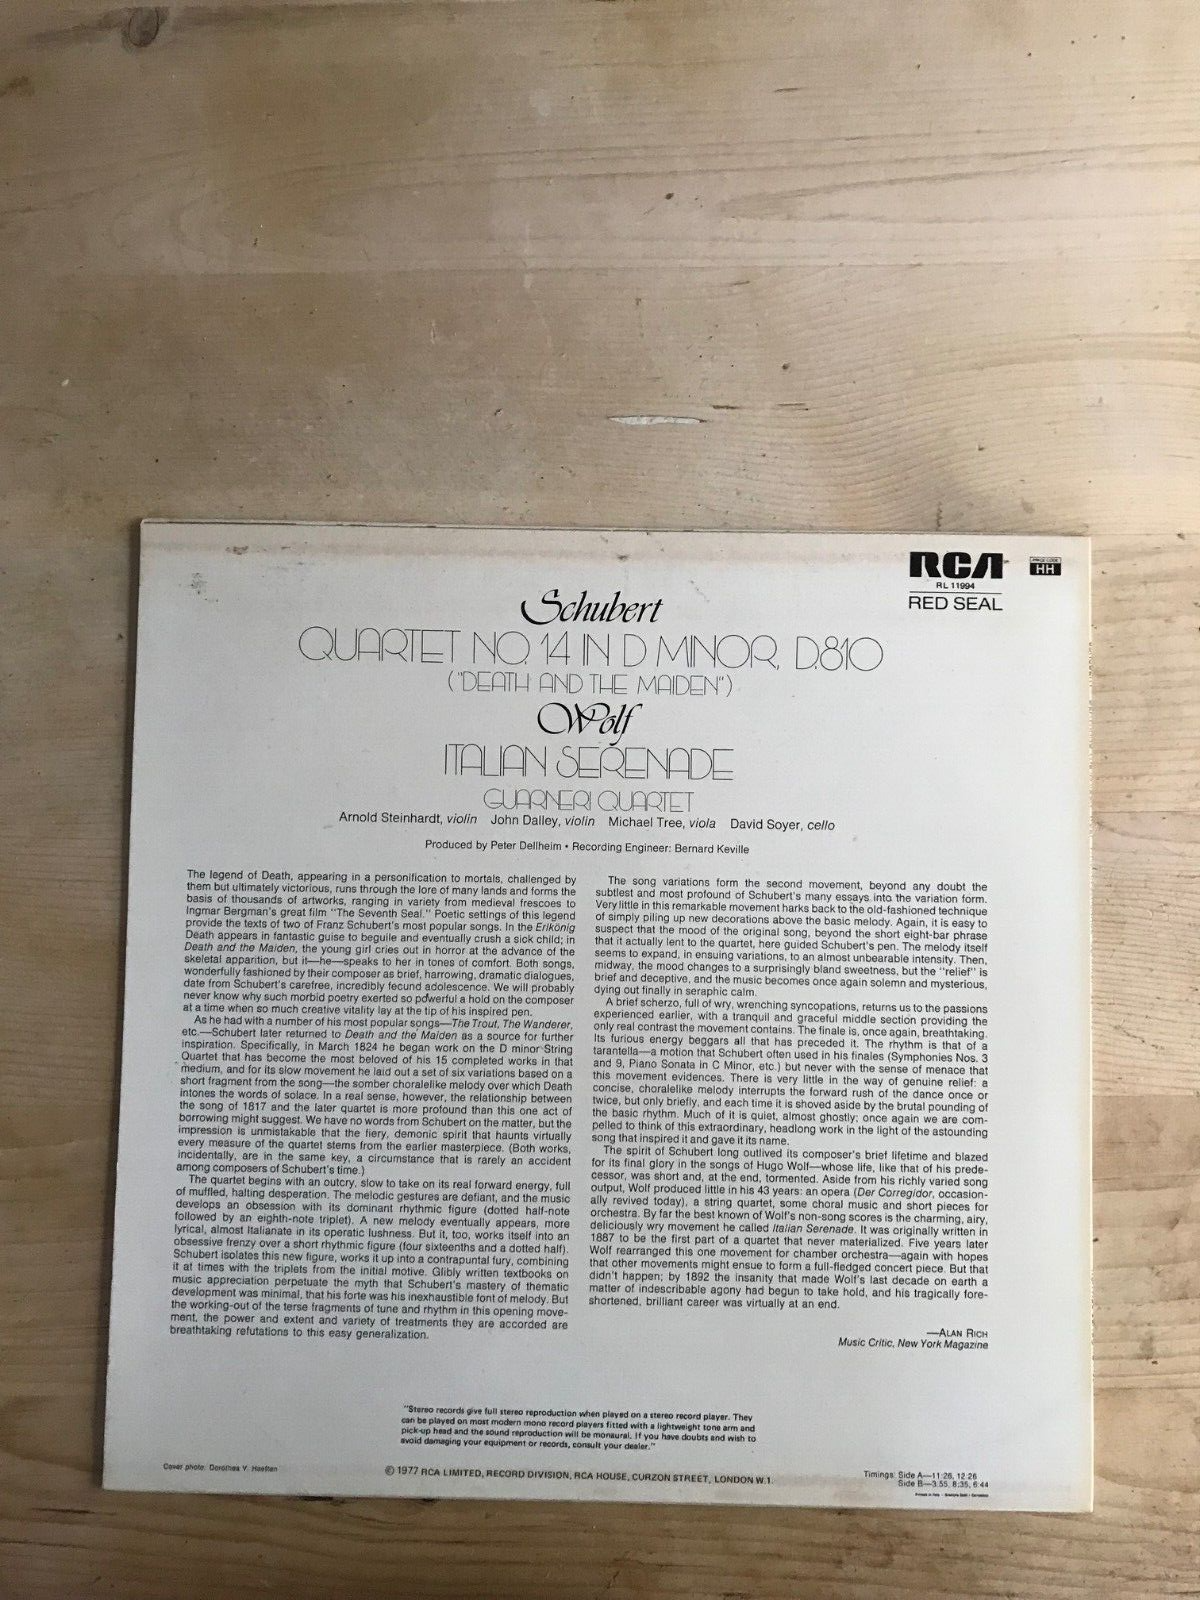 RCA
RL 11994
RED SEAL
PRICE CODE
HH
Schubert
QUARTET NO. 14 IN D MINOR, D.810
("DEATH AND THE MAIDEN")
Wolf
ITALIAN SERENADE
GUARNERI QUARTET
Arnold Steinhardt, violin John Dalley, violin Michael Tree, viola David Soyer, cello
Produced by Peter Dellheim • Recording Engineer: Bernard Keville
The legend of Death, appearing in a personification to mortals, challenged by
them but ultimately victorious, runs through the lore of many lands and forms the
basis of thousands of artworks, ranging in variety from medieval frescoes to
Ingmar Bergman's great film "The Seventh Seal." Poetic settings of this legend
provide the texts of two of Franz Schubert's most popular songs. In the Erlkönig
Death appears in fantastic guise to beguile and eventually crush a sick child; in
Death and the Maiden, the young girl cries out in horror at the advance of the
skeletal apparition, but it—he—speaks to her in tones of comfort. Both songs,
wonderfully fashioned by their composer as brief, harrowing, dramatic dialogues,
date from Schubert's carefree, incredibly fecund adolescence. We will probably
never know why such morbid poetry exerted so powerful a hold on the composer
at a time when so much creative vitality lay at the tip of his inspired pen.
As he had with a number of his most popular songs—The Trout, The Wanderer,
etc.—Schubert later returned to Death and the Maiden as a source for further
inspiration. Specifically, in March 1824 he began work on the D minor String
Quartet that has become the most beloved of his 15 completed works in that
medium, and for its slow movement he laid out a set of six variations based on a
short fragment from the song—the somber choralelike melody over which Death
intones the words of solace. In a real sense, however, the relationship between
the song of 1817 and the later quartet is more profound than this one act of
borrowing might suggest. We have no words from Schubert on the matter, but the
impression is unmistakable that the fiery, demonic spirit that haunts virtually
every measure of the quartet stems from the earlier masterpiece. (Both works,
incidentally, are in the same key, a circumstance that is rarely an accident
among composers of Schubert's time.)
The quartet begins with an outcry, slow to take on its real forward energy, full
of muffled, halting desperation. The melodic gestures are defiant, and the music
develops an obsession with its dominant rhythmic figure (dotted half-note
followed by an eighth-note triplet). A new melody eventually appears, more
lyrical, almost Italianate in its operatic lushness. But it, too, works itself into an
obsessive frenzy over a short rhythmic figure (four sixteenths and a dotted half).
Schubert isolates this new figure, works it up into a contrapuntal fury, combining
it at times with the triplets from the initial motive. Glibly written textbooks on
music appreciation perpetuate the myth that Schubert's mastery of thematic
development was minimal, that his forte was his inexhaustible font of melody. But
the working-out of the terse fragments of tune and rhythm in this opening move-
ment, the power and extent and variety of treatments they are accorded are
breathtaking refutations to this easy generalization.
The song variations form the second movement, beyond any doubt the
subtlest and most profound of Schubert's many essays into the variation form.
Very little in this remarkable movement harks back to the old-fashioned technique
of simply piling up new decorations above the basic melody. Again, it is easy to
suspect that the mood of the original song, beyond the short eight-bar phrase
that it actually lent to the quartet, here guided Schubert's pen. The melody itself
seems to expand, in ensuing variations, to an almost unbearable intensity. Then,
midway, the mood changes to a surprisingly bland sweetness, but the "relief" is
brief and deceptive, and the music becomes once again solemn and mysterious,
dying out finally in seraphic calm.
A brief scherzo, full of wry, wrenching syncopations, returns us to the passions
experienced earlier, with a tranquil and graceful middle section providing the
only real contrast the movement contains. The finale is, once again, breathtaking.
Its furious energy beggars all that has preceded it. The rhythm is that of a
tarantella—a motion that Schubert often used in his finales (Symphonies Nos. 3
and 9, Piano Sonata in C Minor, etc.) but never with the sense of menace that
this movement evidences. There is very little in the way of genuine relief: a
concise, choralelike melody interrupts the forward rush of the dance once or
twice, but only briefly, and each time it is shoved aside by the brutal pounding of
the basic rhythm. Much of it is quiet, almost ghostly; once again we are com-
pelled to think of this extraordinary, headlong work in the light of the astounding
song that inspired it and gave it its name.
The spirit of Schubert long outlived its composer's brief lifetime and blazed
for its final glory in the songs of Hugo Wolf—whose life, like that of his prede-
cessor, was short and, at the end, tormented. Aside from his richly varied song
output, Wolf produced little in his 43 years: an opera (Der Corregidor, occasion-
ally revived today), a string quartet, some choral music and short pieces for
orchestra. By far the best known of Wolf's non-song scores is the charming, airy,
deliciously wry movement he called Italian Serenade. It was originally written in
1887 to be the first part of a quartet that never materialized. Five years later
Wolf rearranged this one movement for chamber orchestra—again with hopes
that other movements might ensue to form a full-fledged concert piece. But that
didn't happen; by 1892 the insanity that made Wolf's last decade on earth a
matter of indescribable agony had begun to take hold, and his tragically fore-
shortened, brilliant career was virtually at an end.
—ALAN RICH
Music Critic, New York Magazine
"Stereo records give full stereo reproduction when played on a stereo record player. They
can be played on most modern mono record players fitted with a lightweight tone arm and
pick-up head and the sound reproduction will be monaural. If you have doubts and wish to
avoid damaging your equipment or records, consult your dealer."
Cover photo: Dorothea V. Haeften
© 1977 RCA LIMITED, RECORD DIVISION, RCA HOUSE, CURZON STREET, LONDON W.1.
Timings: Side A—11:26, 12:26
Side B—3:55, 8:35, 6:44